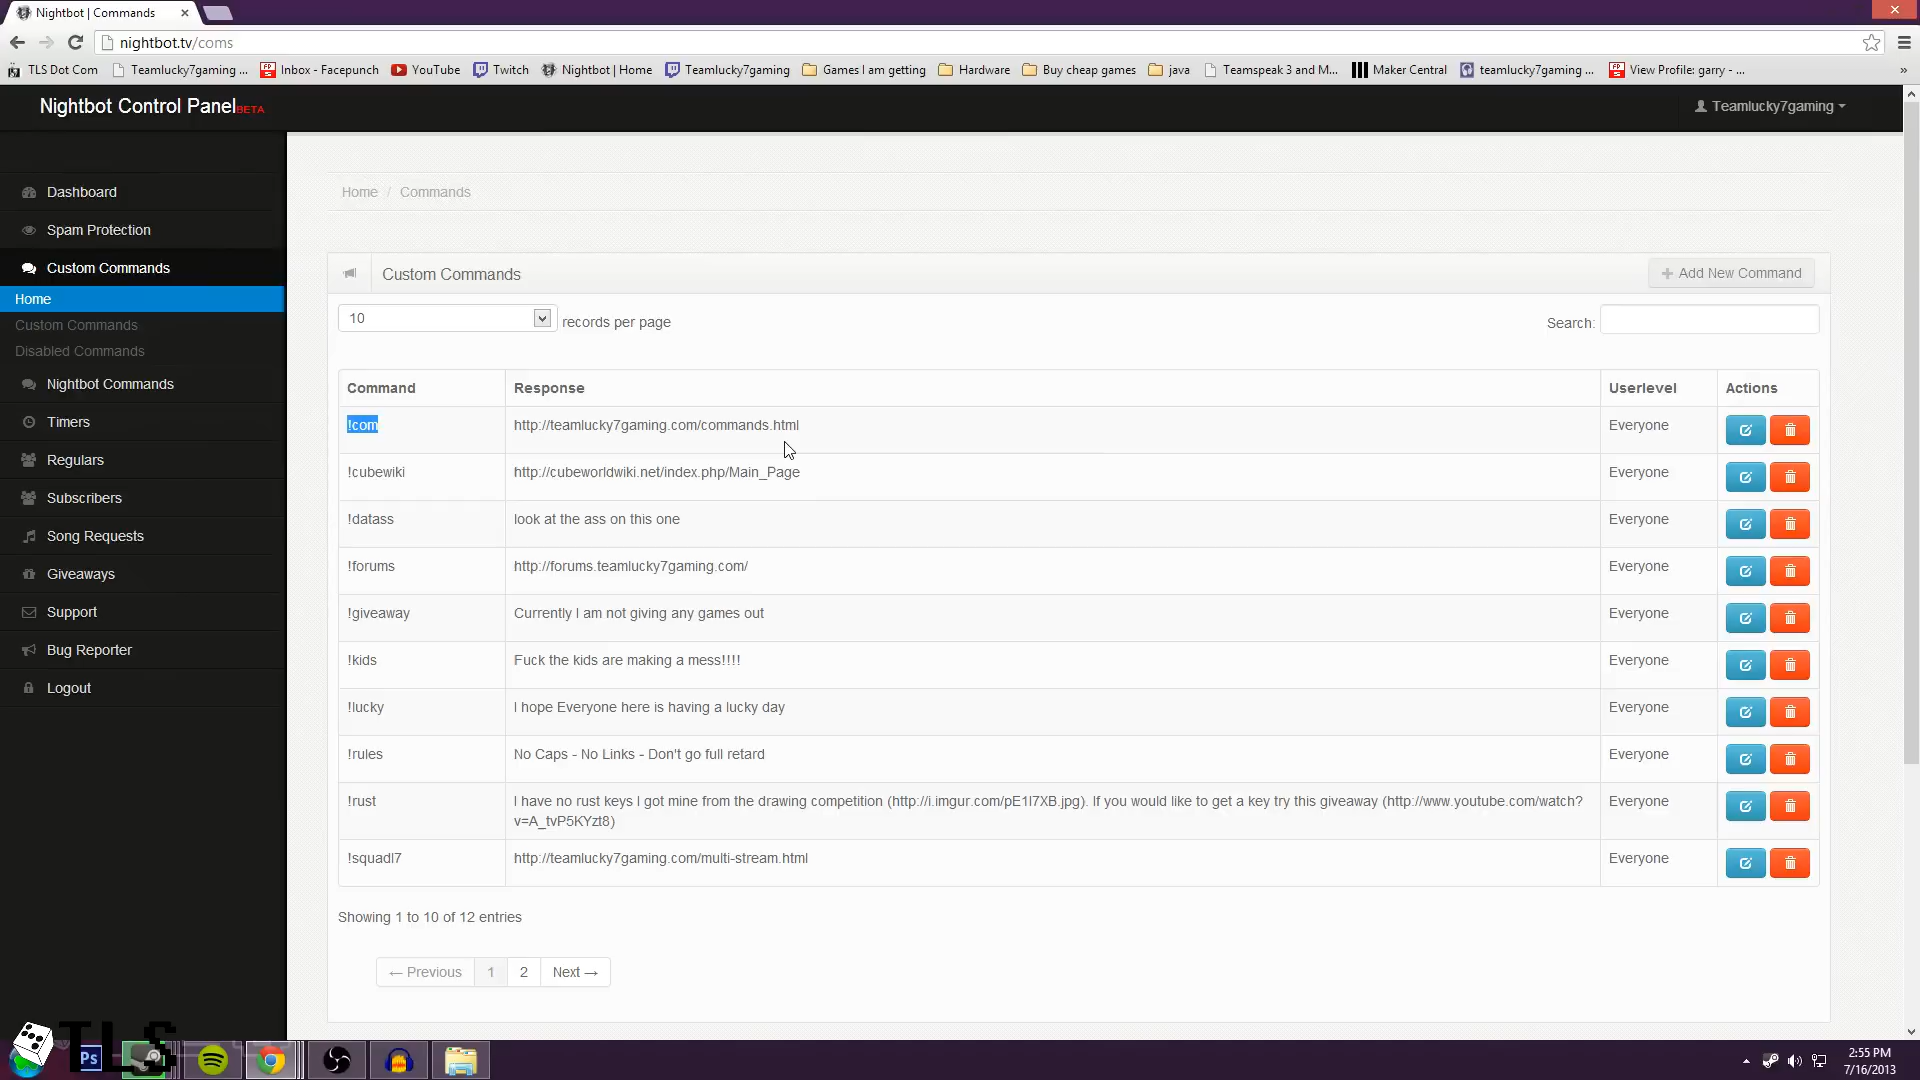 Nightbot | Commands
nightbot.tv/coms
TLS Dot Com
Teamlucky7gaming ...
Inbox - Facepunch
YouTube
Twitch
Nightbot | Home
Teamlucky7gaming ...
Games I am getting
Hardware
Buy cheap games
java
Teamspeak 3 and M...
Maker Central
teamlucky7gaming ...
View Profile: garry - ...
»
Nightbot Control PanelBETA
Teamlucky7gaming
Dashboard
Spam Protection
Custom Commands
Home
Custom Commands
Disabled Commands
Nightbot Commands
Timers
Regulars
Subscribers
Song Requests
Giveaways
Support
Bug Reporter
Logout
Home / Commands
Custom Commands
+ Add New Command
10 records per page
Search:
Command Response Userlevel Actions
!com http://teamlucky7gaming.com/commands.html Everyone
!cubewiki http://cubeworldwiki.net/index.php/Main_Page Everyone
!datass look at the ass on this one Everyone
!forums http://forums.teamlucky7gaming.com/ Everyone
!giveaway Currently I am not giving any games out Everyone
!kids Fuck the kids are making a mess!!!! Everyone
!lucky I hope Everyone here is having a lucky day Everyone
!rules No Caps - No Links - Don't go full retard Everyone
!rust I have no rust keys I got mine from the drawing competition (http://i.imgur.com/pE1l7XB.jpg). If you would like to get a key try this giveaway (http://www.youtube.com/watch? Everyone
v=A_tvP5KYzt8)
!squadl7 http://teamlucky7gaming.com/multi-stream.html Everyone
Showing 1 to 10 of 12 entries
← Previous 1 2 Next →
TLS
Ps
2:55 PM
7/16/2013